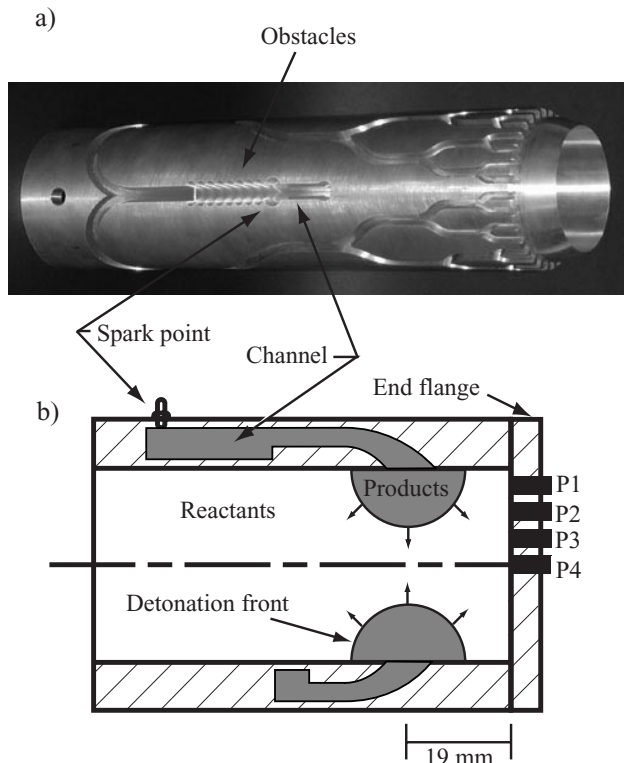 a)
Obstacles
Spark point
Channel
End flange
b)
P1
Products
P2
Reactants
P3
P4
Detonation front
19 mm